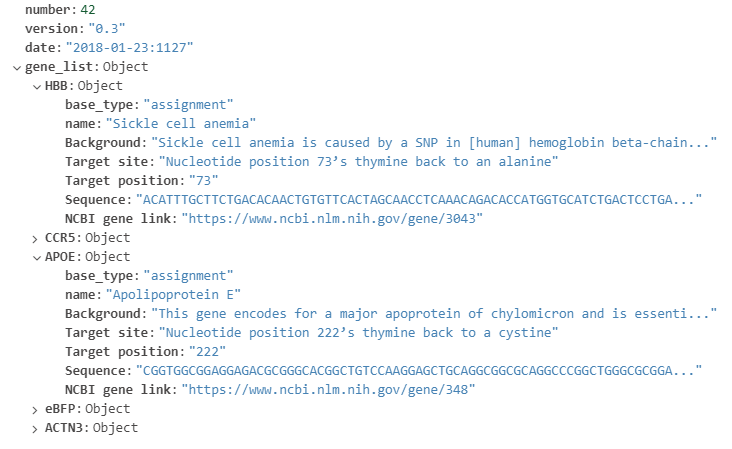 number: 42
version: "0.3"
date: "2018-01-23:1127"
gene_list: Object
HBB: Object
base_type: "assignment"
name: "Sickle cell anemia"
Background: "Sickle cell anemia is caused by a SNP in [human] hemoglobin beta-chain..."
Target site: "Nucleotide position 73’s thymine back to an alanine"
Target position: "73"
Sequence: "ACATTTGCTTCTGACACAACTGTGTTCACTAGCAACCTCAAACAGACACCATGGTGCATCTGACTCCTGA..."
NCBI gene link: "https://www.ncbi.nlm.nih.gov/gene/3043"
CCR5: Object
APOE: Object
base_type: "assignment"
name: "Apolipoprotein E"
Background: "This gene encodes for a major apoprotein of chylomicron and is essenti..."
Target site: "Nucleotide position 222’s thymine back to a cystine"
Target position: "222"
Sequence: "CGGTGGCGGAGGAGACGCGGGCACGGCTGTCCAAGGAGCTGCAGGCGGCGCAGGCCCGGCTGGGCGCGGA..."
NCBI gene link: "https://www.ncbi.nlm.nih.gov/gene/348"
eBFP: Object
ACTN3: Object